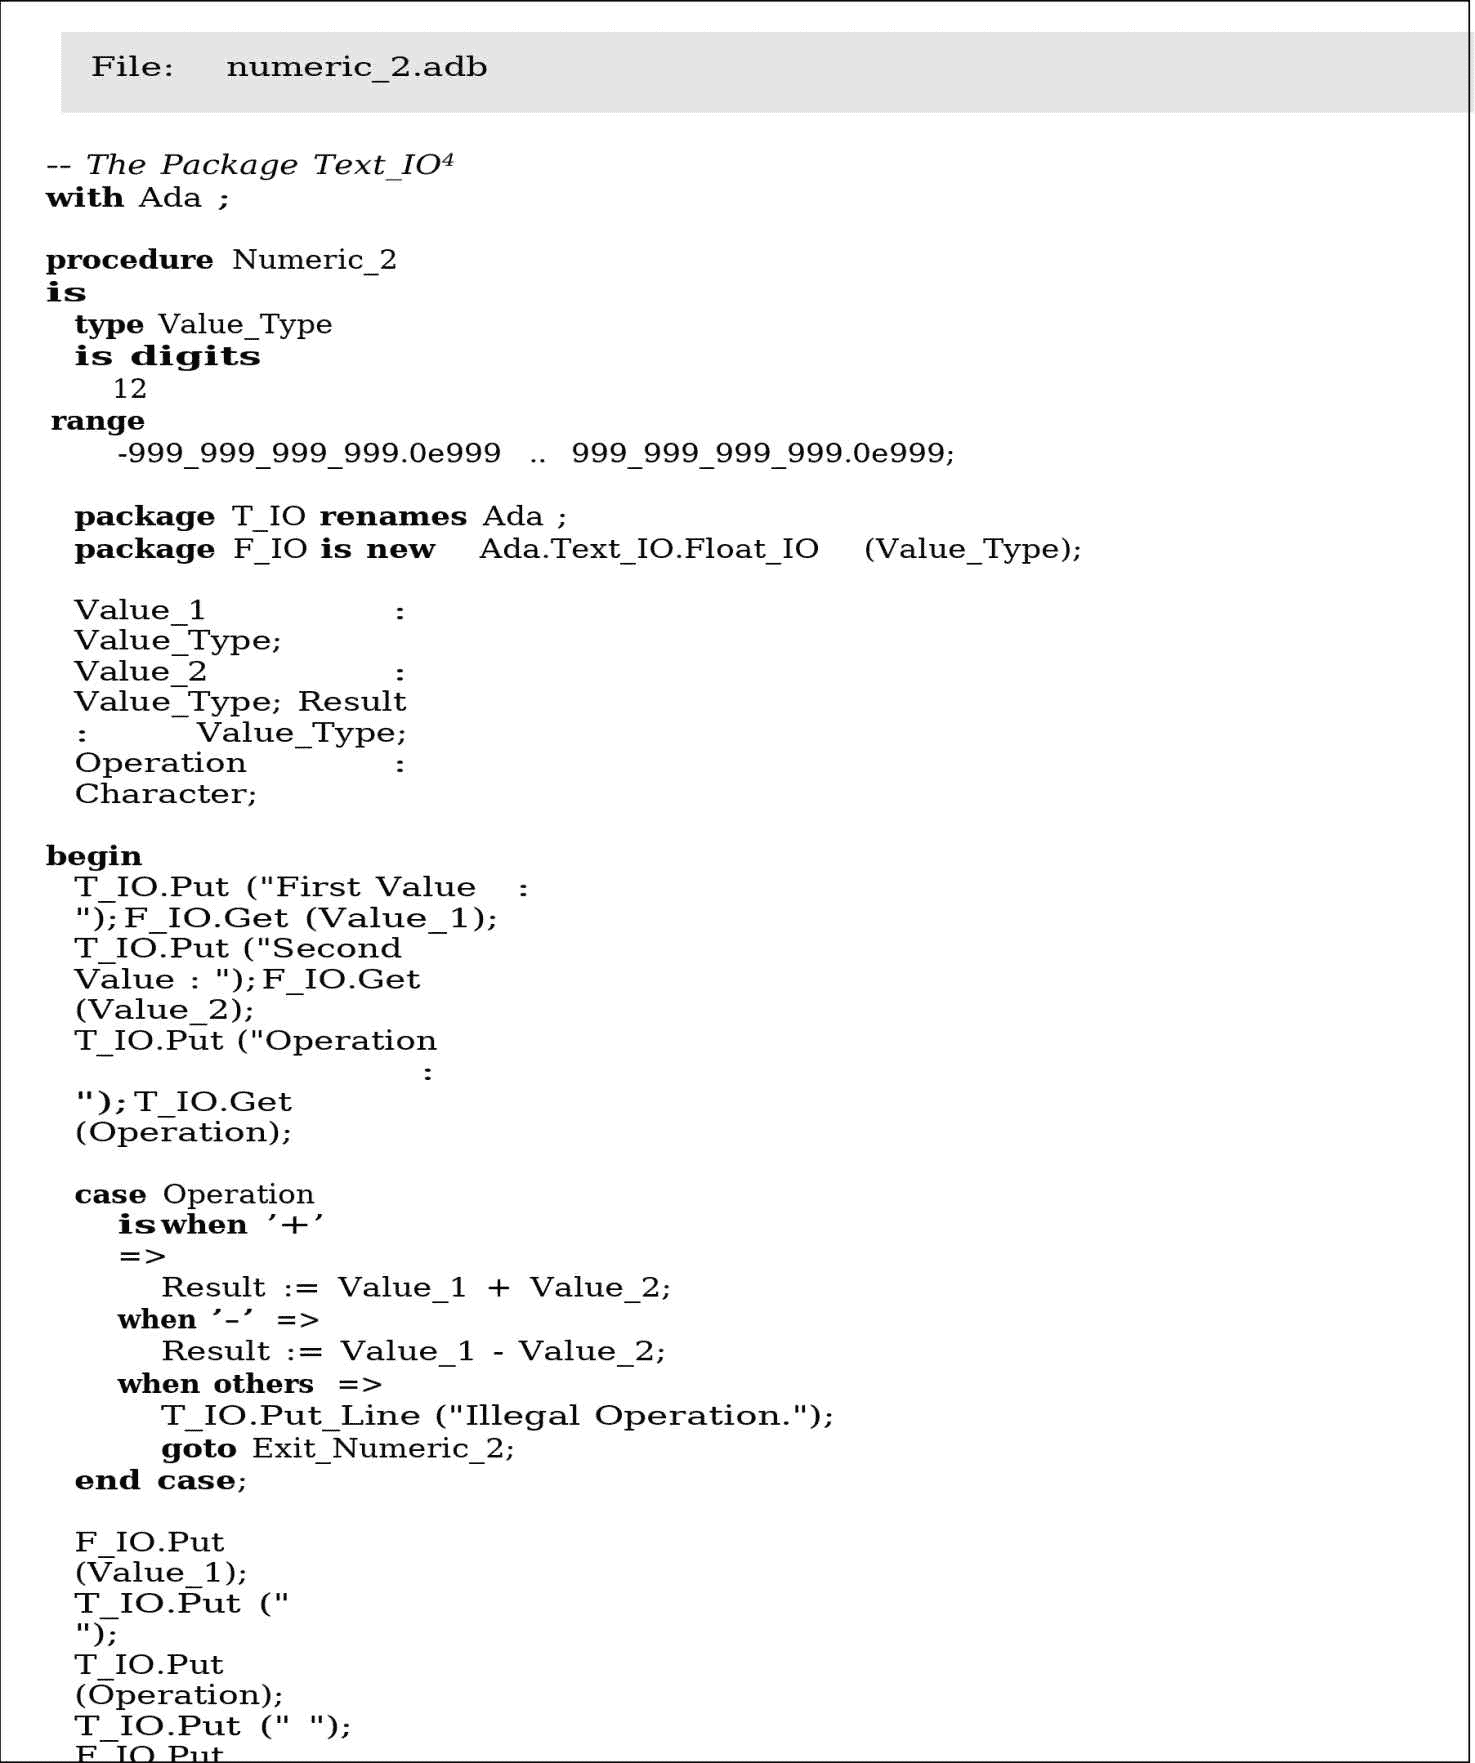 File: numeric_2.adb
-- The Package Text_IO⁴
with Ada ;
procedure Numeric_2
is
type Value_Type
is digits
12
range
-999_999_999_999.0e999 .. 999_999_999_999.0e999;
package T_IO renames Ada ;
package F_IO is new Ada.Text_IO.Float_IO (Value_Type);
Value_1 :
Value_Type;
Value_2 :
Value_Type; Result
: Value_Type;
Operation :
Character;
begin
T_IO.Put ("First Value :
"); F_IO.Get (Value_1);
T_IO.Put ("Second
Value : "); F_IO.Get
(Value_2);
T_IO.Put ("Operation
:
"); T_IO.Get
(Operation);
case Operation
is when ’+’
=>
Result := Value_1 + Value_2;
when ’–’ =>
Result := Value_1 - Value_2;
when others =>
T_IO.Put_Line ("Illegal Operation.");
goto Exit_Numeric_2;
end case;
F_IO.Put
(Value_1);
T_IO.Put ("
");
T_IO.Put
(Operation);
T_IO.Put (" ");
F_IO.Put